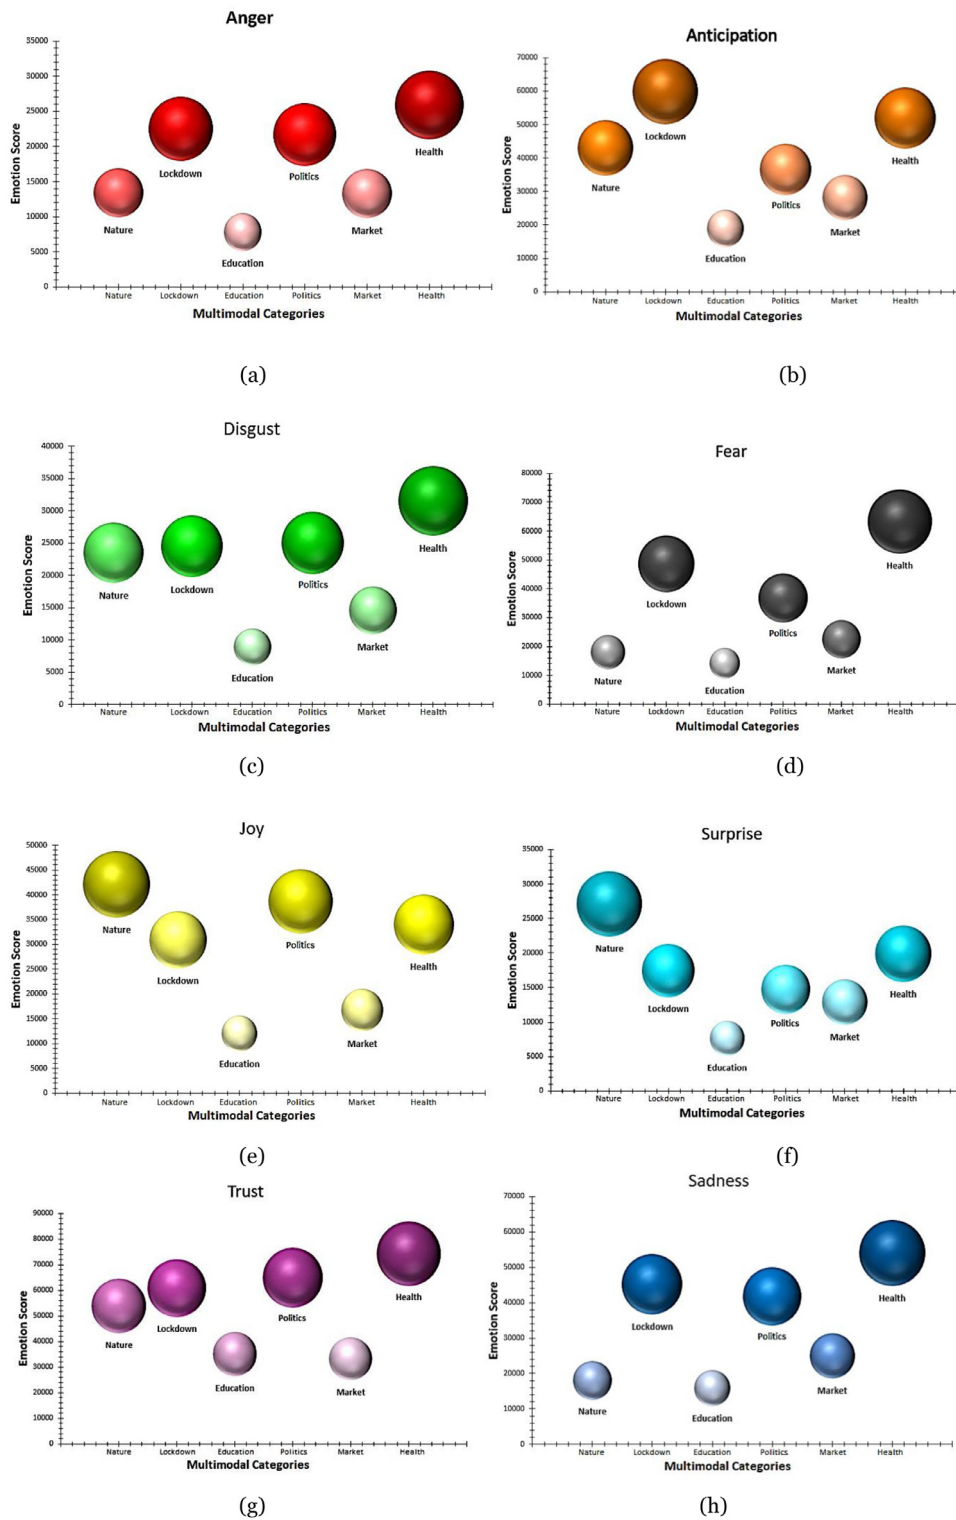 Anger
Emotion Score
35000
30000
25000
20000
15000
10000
5000
0
Nature
Lockdown
Education
Politics
Market
Health
Nature Lockdown Education Politics Market Health
Multimodal Categories
(a)
Anticipation
Emotion Score
70000
60000
50000
40000
30000
20000
10000
0
Nature
Lockdown
Education
Politics
Market
Health
Nature Lockdown Education Politics Market Health
Multimodal Categories
(b)
Disgust
Emotion Score
40000
35000
30000
25000
20000
15000
10000
5000
0
Nature
Lockdown
Education
Politics
Market
Health
Nature Lockdown Education Politics Market Health
Multimodal Categories
(c)
Fear
Emotion Score
80000
70000
60000
50000
40000
30000
20000
10000
0
Nature
Lockdown
Education
Politics
Market
Health
Nature Lockdown Education Politics Market Health
Multimodal Categories
(d)
Joy
Emotion Score
50000
45000
40000
35000
30000
25000
20000
15000
10000
5000
0
Nature
Lockdown
Education
Politics
Market
Health
Nature Lockdown Education Politics Market Health
Multimodal Categories
(e)
Surprise
Emotion Score
35000
30000
25000
20000
15000
10000
5000
0
Nature
Lockdown
Education
Politics
Market
Health
Nature Lockdown Education Politics Market Health
Multimodal Categories
(f)
Trust
Emotion Score
90000
80000
70000
60000
50000
40000
30000
20000
10000
0
Nature
Lockdown
Education
Politics
Market
Health
Nature Lockdown Education Politics Market Health
Multimodal Categories
(g)
Sadness
Emotion Score
70000
60000
50000
40000
30000
20000
10000
0
Nature
Lockdown
Education
Politics
Market
Health
Nature Lockdown Education Politics Market Health
Multimodal Categories
(h)